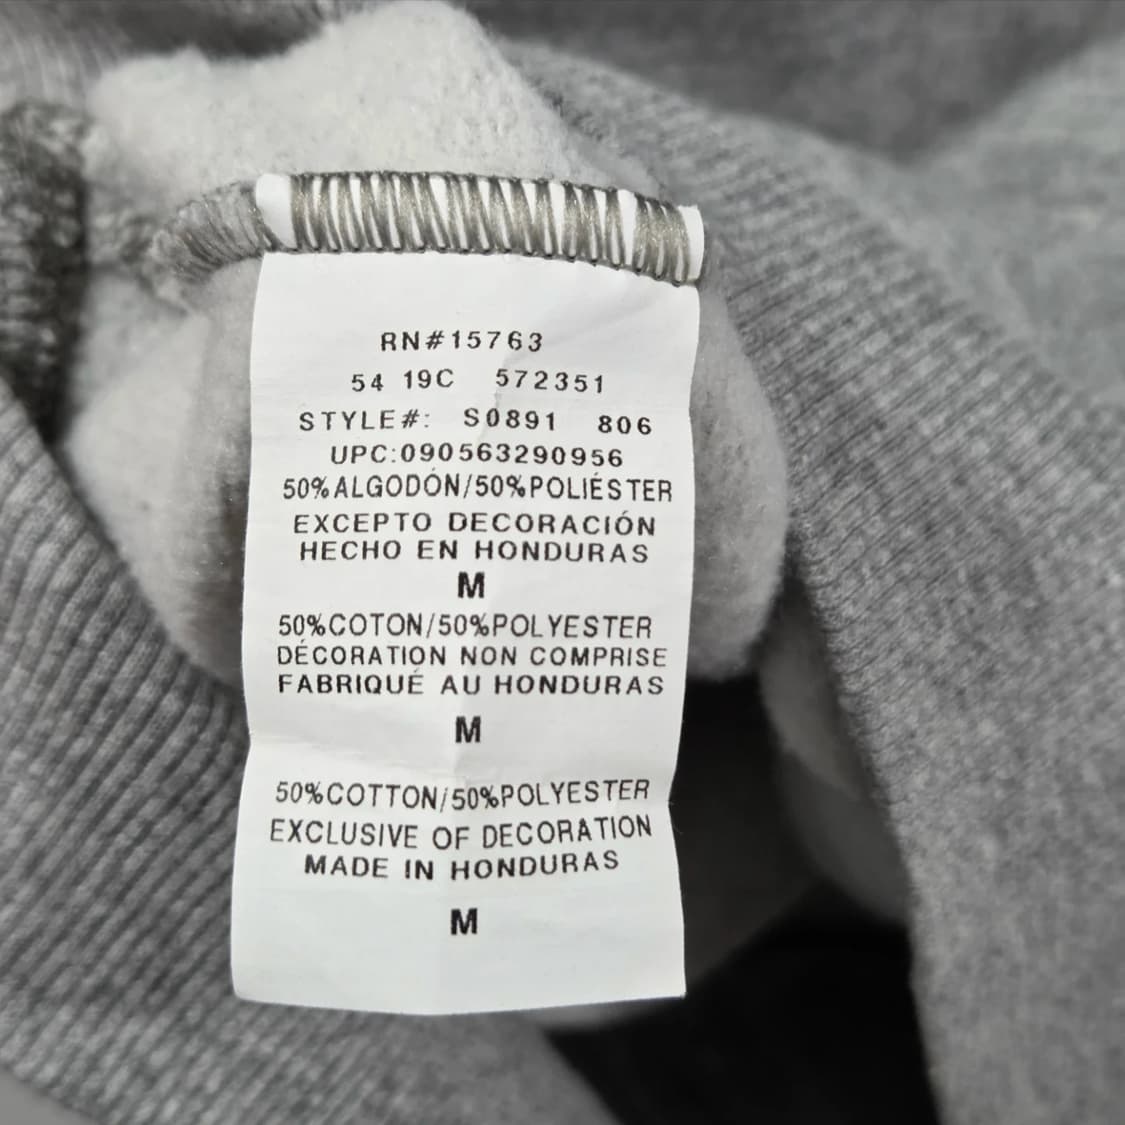 RN#15763
54 19C 572351
STYLE#: S0891 806
UPC:090563290956
50%ALGODÓN/50%POLIÉSTER
EXCEPTO DECORACIÓN
HECHO EN HONDURAS
M
50%COTON/50%POLYESTER
DÉCORATION NON COMPRISE
FABRIQUÉ AU HONDURAS
M
50%COTTON/50%POLYESTER
EXCLUSIVE OF DECORATION
MADE IN HONDURAS
M